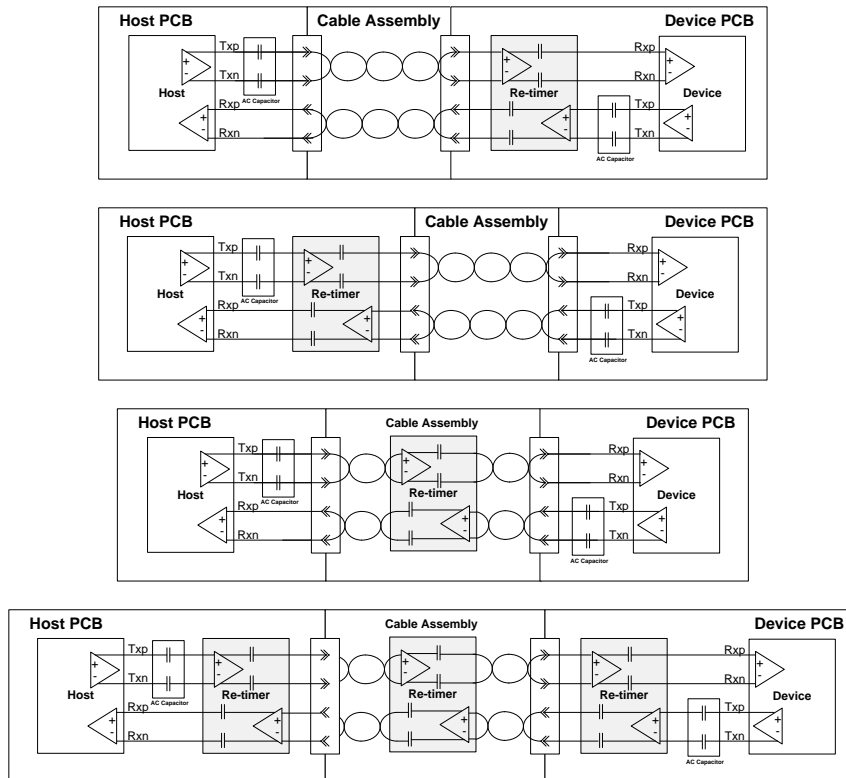 Host PCB Cable Assembly Device PCB
Txp
Rxp
+ - + - + -
Txn Rxn
Host AC Capacitor Re-timer Device
Rxp Txp
+ - + - + -
Rxn Txn
AC Capacitor
Host PCB Cable Assembly Device PCB
Txp Rxp
+ - + - + -
Txn Rxn
Host AC Capacitor Re-timer Device
Rxp Txp
+ - + - + -
Rxn Txn
AC Capacitor
Host PCB Cable Assembly Device PCB
Txp Rxp
+ - + - + -
Txn Rxn
Host AC Capacitor Re-timer Device
Rxp Txp
+ - + - + -
Rxn Txn
AC Capacitor
Host PCB Cable Assembly Device PCB
Txp Rxp
+ - + - + - + - + -
Txn Rxn
Host AC Capacitor Re-timer Re-timer Re-timer Device
Rxp Txp
+ - + - + - + - + -
Rxn Txn
AC Capacitor